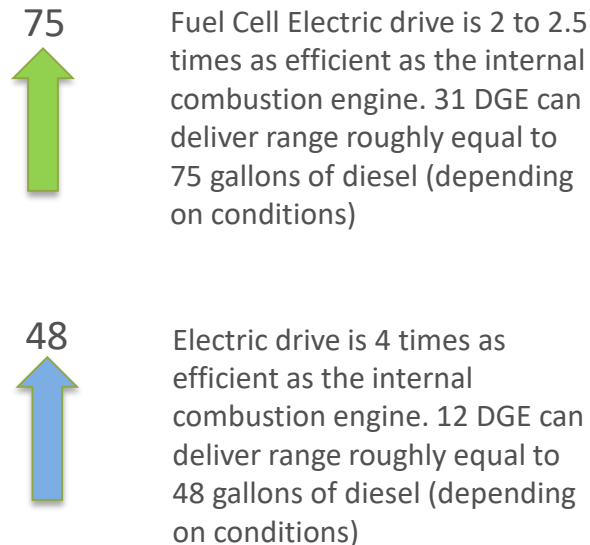 75
Fuel Cell Electric drive is 2 to 2.5
times as efficient as the internal
combustion engine. 31 DGE can
deliver range roughly equal to
75 gallons of diesel (depending
on conditions)
48
Electric drive is 4 times as
efficient as the internal
combustion engine. 12 DGE can
deliver range roughly equal to
48 gallons of diesel (depending
on conditions)